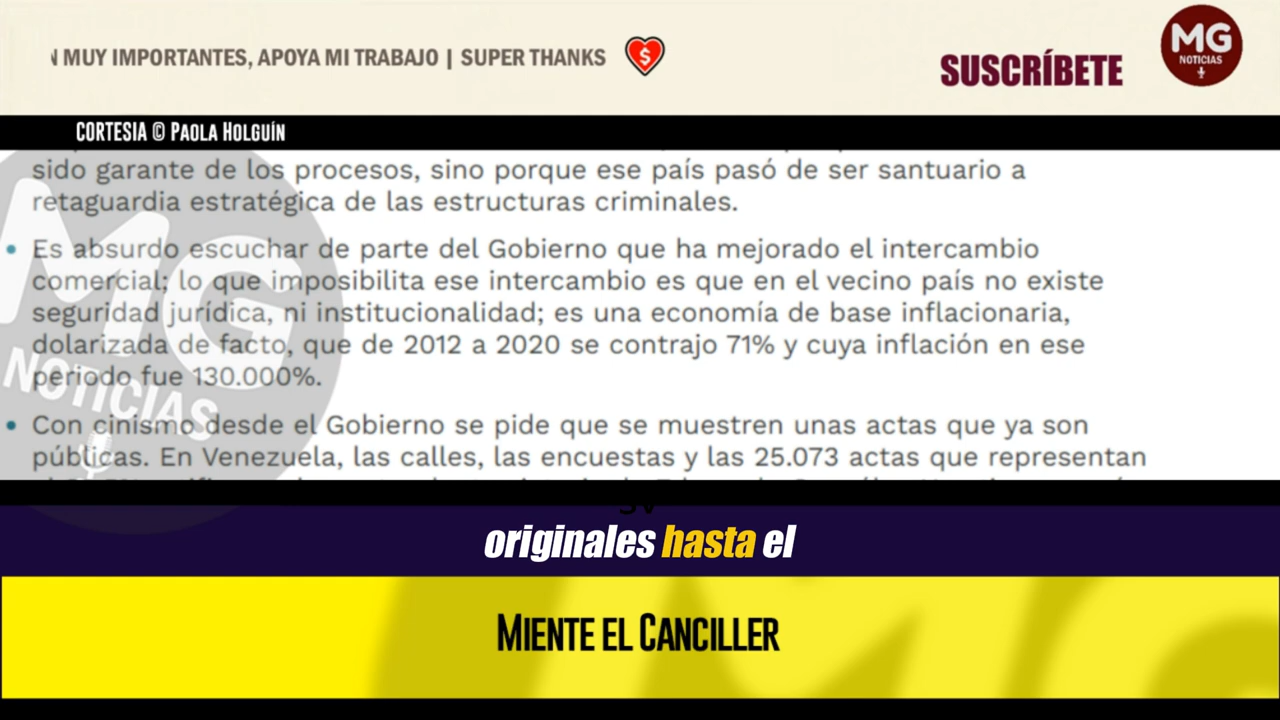 MUY IMPORTANTES, APOYA MI TRABAJO | SUPER THANKS
SUSCRÍBETE
MG
NOTICIAS
CORTESIA © PAOLA HOLGUÍN
sido garante de los procesos, sino porque ese país pasó de ser santuario a
retaguardia estratégica de las estructuras criminales.
• Es absurdo escuchar de parte del Gobierno que ha mejorado el intercambio
comercial; lo que imposibilita ese intercambio es que en el vecino país no existe
seguridad jurídica, ni institucionalidad; es una economía de base inflacionaria,
dolarizada de facto, que de 2012 a 2020 se contrajo 71% y cuya inflación en ese
periodo fue 130.000%.
• Con cinismo desde el Gobierno se pide que se muestren unas actas que ya son
públicas. En Venezuela, las calles, las encuestas y las 25.073 actas que representan
MG
NOTICIAS
originales hasta el
MIENTE EL CANCILLER